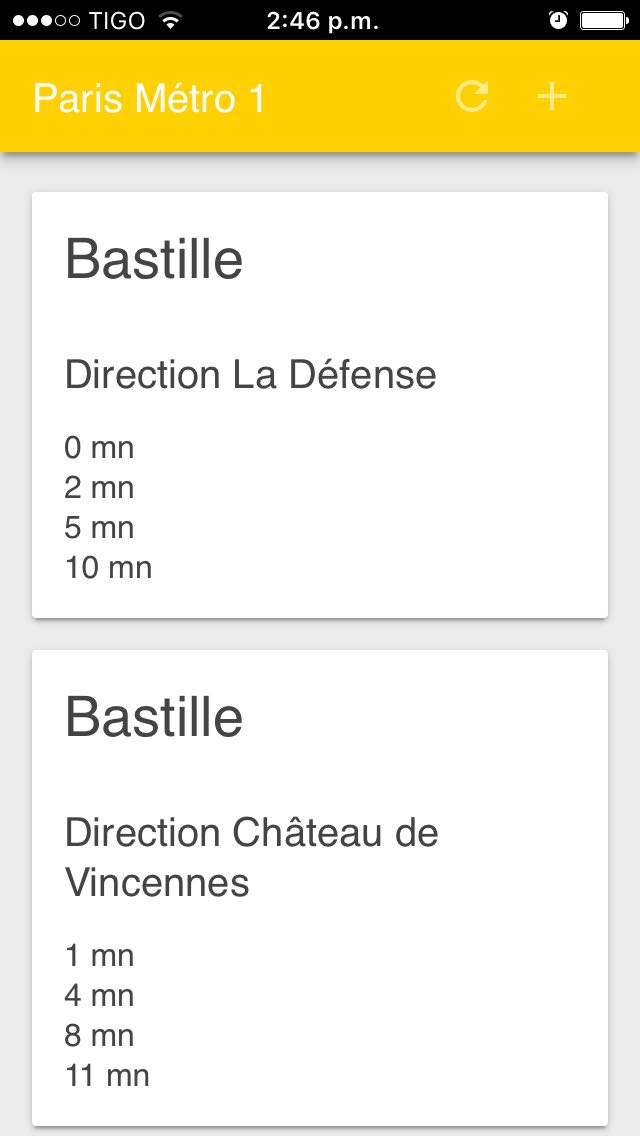 TIGO 2:46 p.m.
Paris Métro 1
Bastille
Direction La Défense
0 mn
2 mn
5 mn
10 mn
Bastille
Direction Château de
Vincennes
1 mn
4 mn
8 mn
11 mn